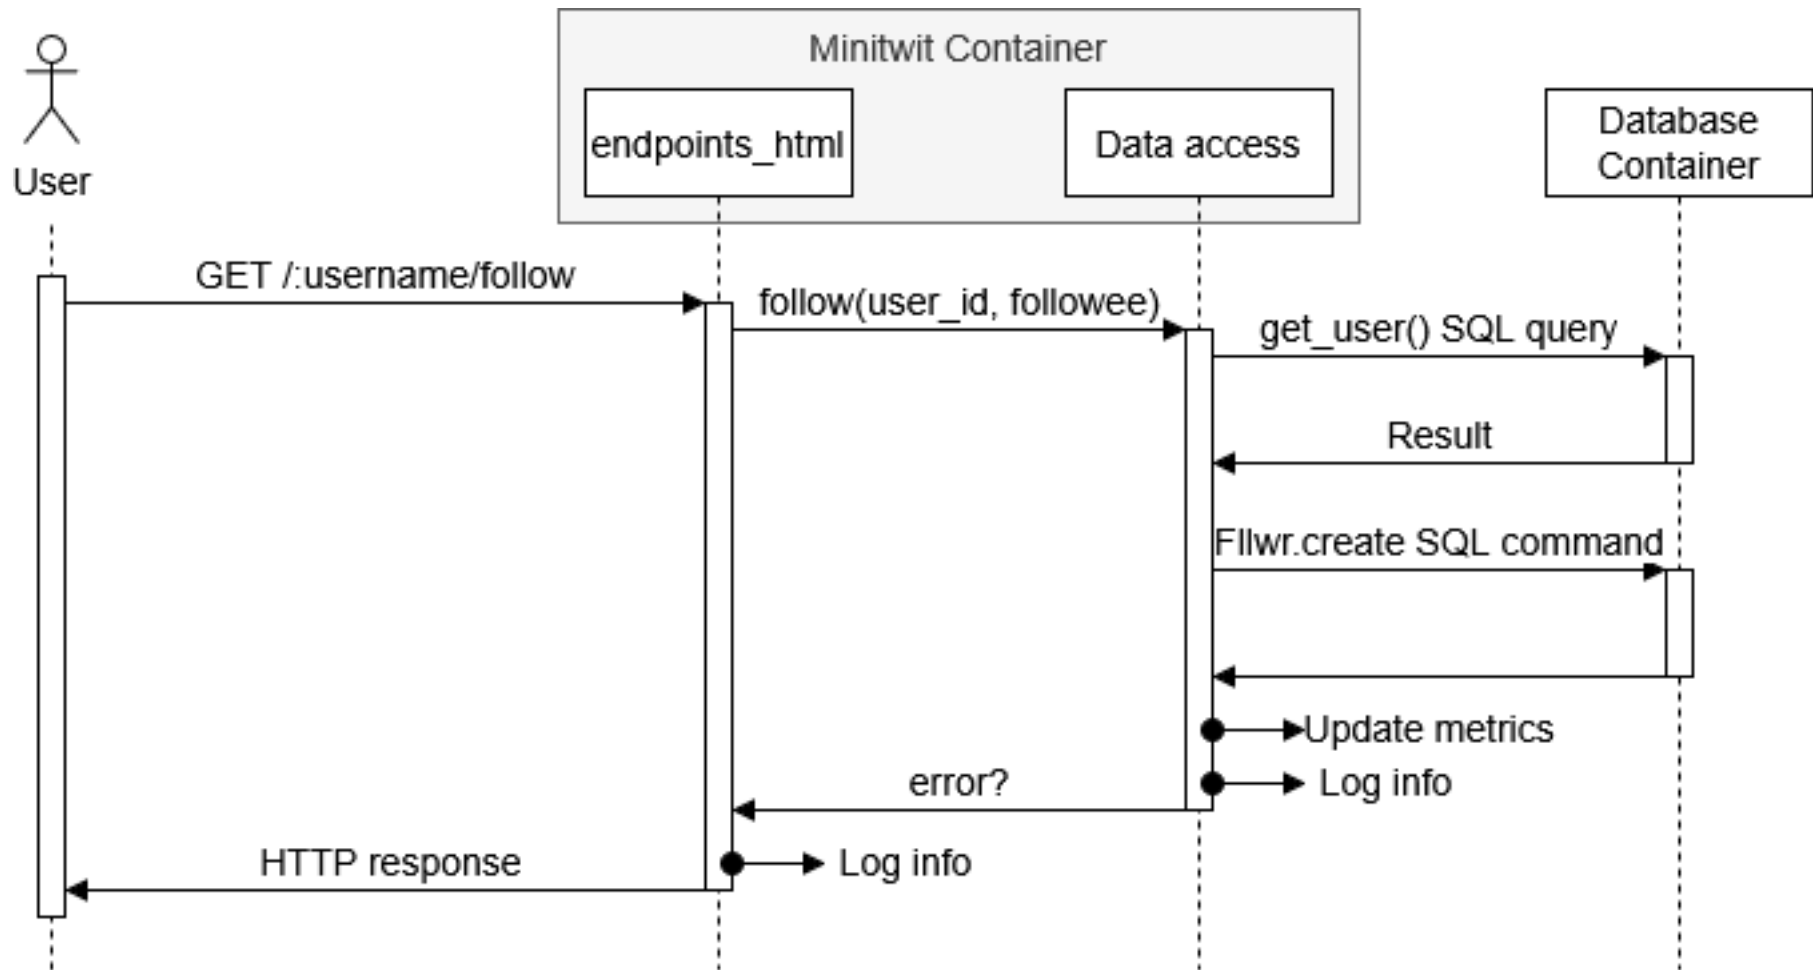 Minitwit Container
User
endpoints_html
Data access
Database
Container
GET /:username/follow
follow(user_id, followee)
get_user() SQL query
Result
Fllwr.create SQL command
Update metrics
error?
Log info
HTTP response
Log info